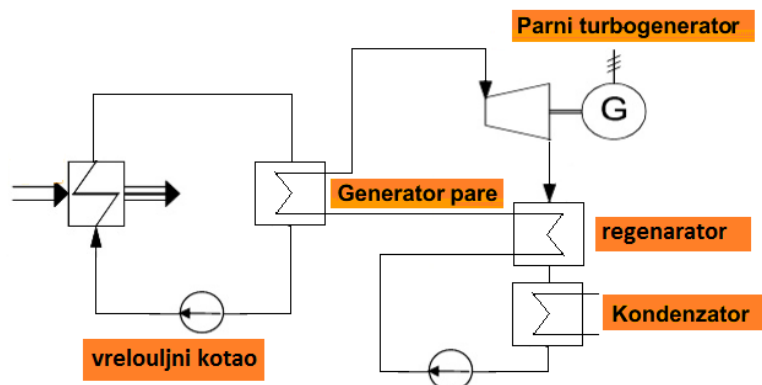 Parni turbogenerator
G
Generator pare
regenarator
Kondenzator
vrelouljni kotao